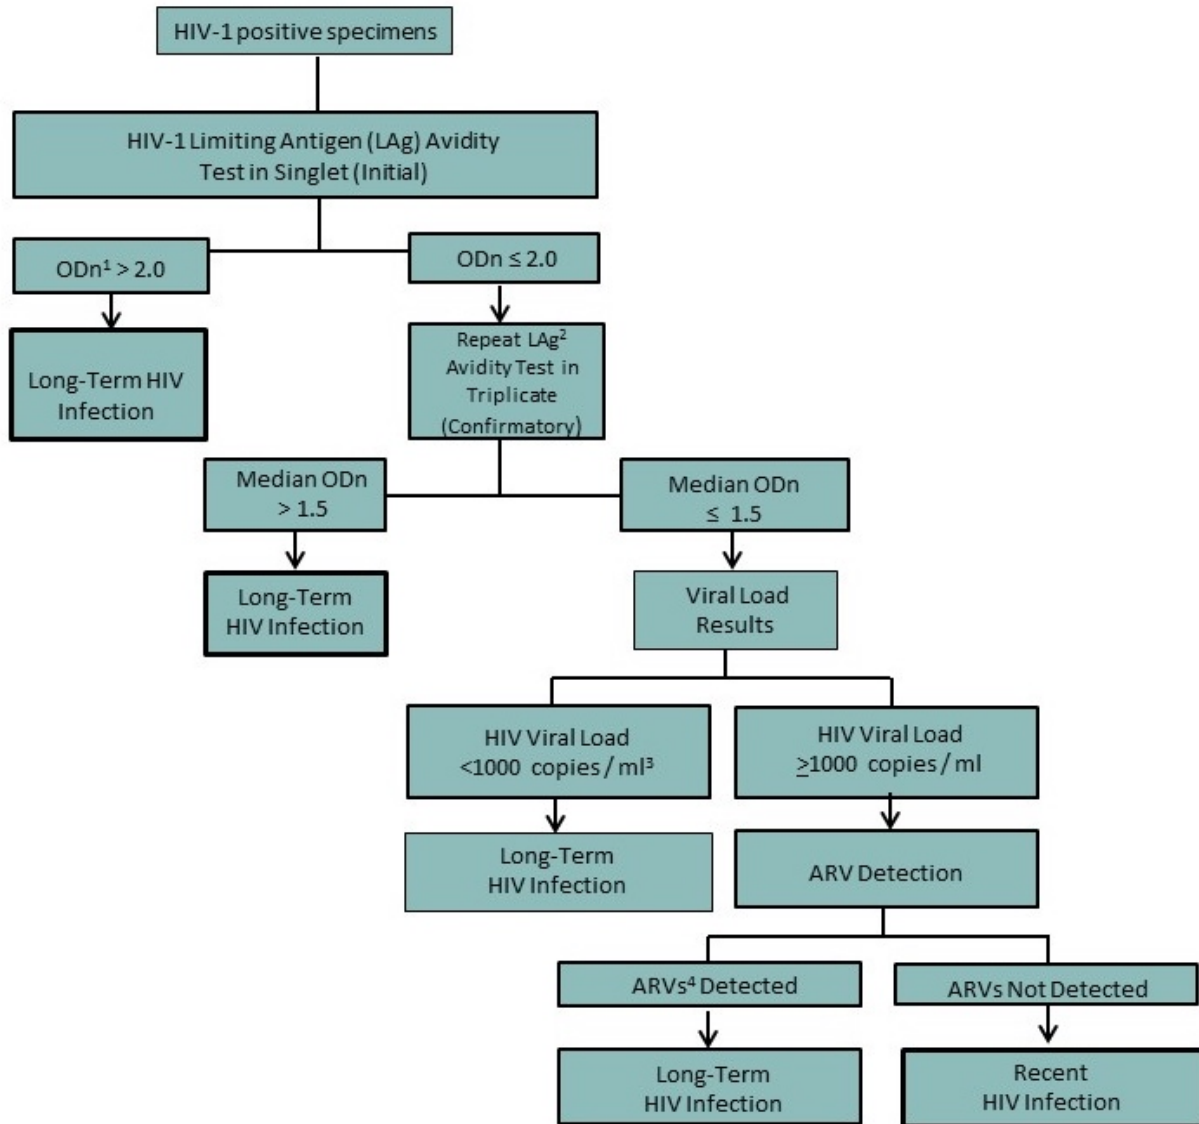 HIV-1 positive specimens
HIV-1 Limiting Antigen (LAg) Avidity
Test in Singlet (Initial)
ODn¹ > 2.0
ODn ≤ 2.0
Long-Term HIV
Infection
Repeat LAg²
Avidity Test in
Triplicate
(Confirmatory)
Median ODn
> 1.5
Median ODn
≤ 1.5
Long-Term
HIV Infection
Viral Load
Results
HIV Viral Load
<1000 copies / ml³
HIV Viral Load
≥1000 copies / ml
Long-Term
HIV Infection
ARV Detection
ARVs⁴ Detected
ARVs Not Detected
Long-Term
HIV Infection
Recent
HIV Infection